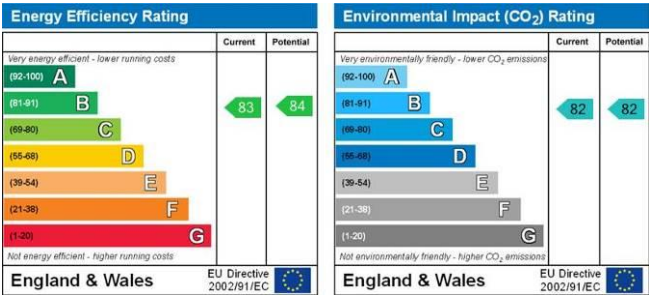 Energy Efficiency Rating
Current Potential
Very energy efficient - lower running costs
(92-100) A
(81-91) B
83 84
(69-80) C
(55-68) D
(39-54) E
(21-38) F
(1-20) G
Not energy efficient - higher running costs
England & Wales
EU Directive
2002/91/EC
Environmental Impact (CO₂) Rating
Current Potential
Very environmentally friendly - lower CO₂ emissions
(92-100) A
(81-91) B
82 82
(69-80) C
(55-68) D
(39-54) E
(21-38) F
(1-20) G
Not environmentally friendly - higher CO₂ emissions
England & Wales
EU Directive
2002/91/EC